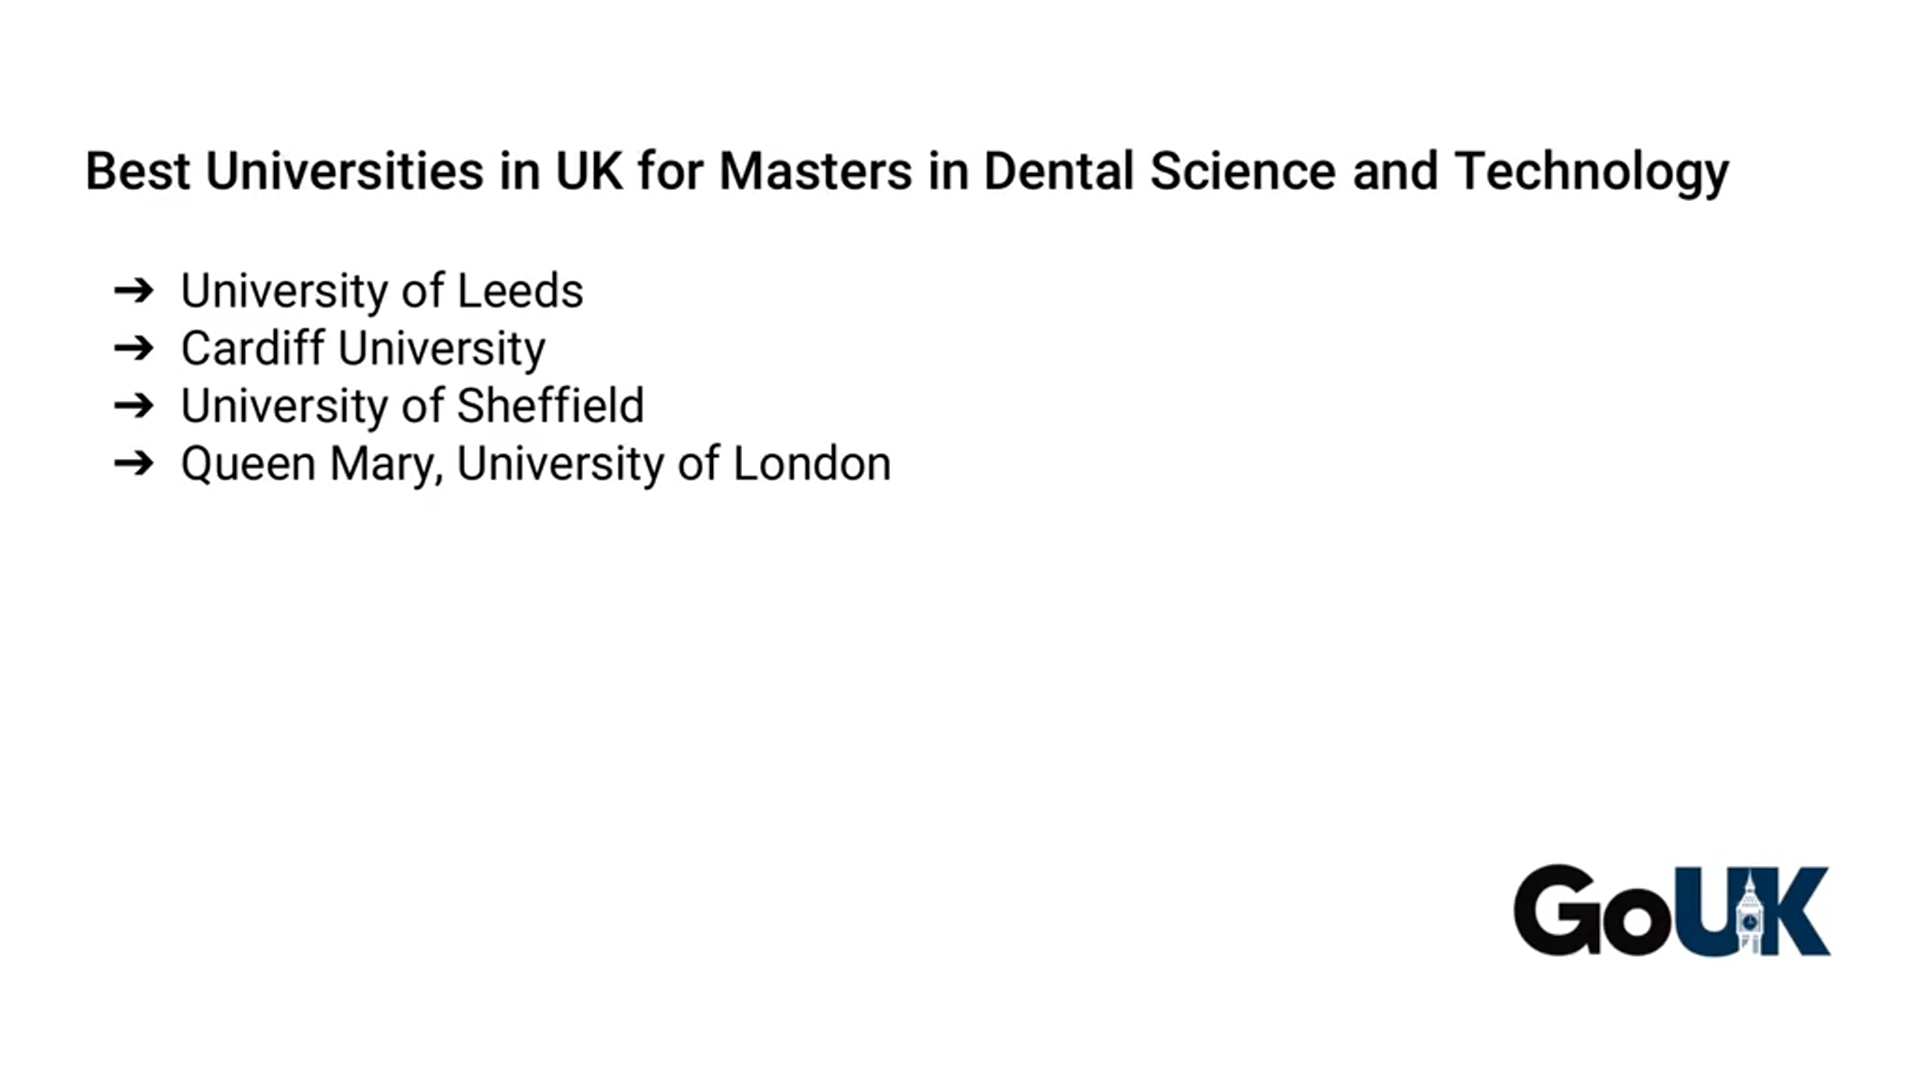 Best Universities in UK for Masters in Dental Science and Technology
➔ University of Leeds
➔ Cardiff University
➔ University of Sheffield
➔ Queen Mary, University of London
GoUK